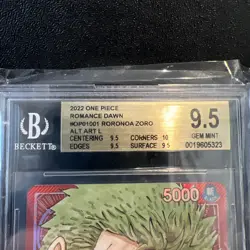 2022 ONE PIECE
ROMANCE DAWN
#OP01001 RORONOA ZORO
ALT ART L
CENTERING 9.5 CORNERS 10
EDGES 9.5 SURFACE 9.5
9.5
GEM MINT
0019605323
B
BECKETT
5000